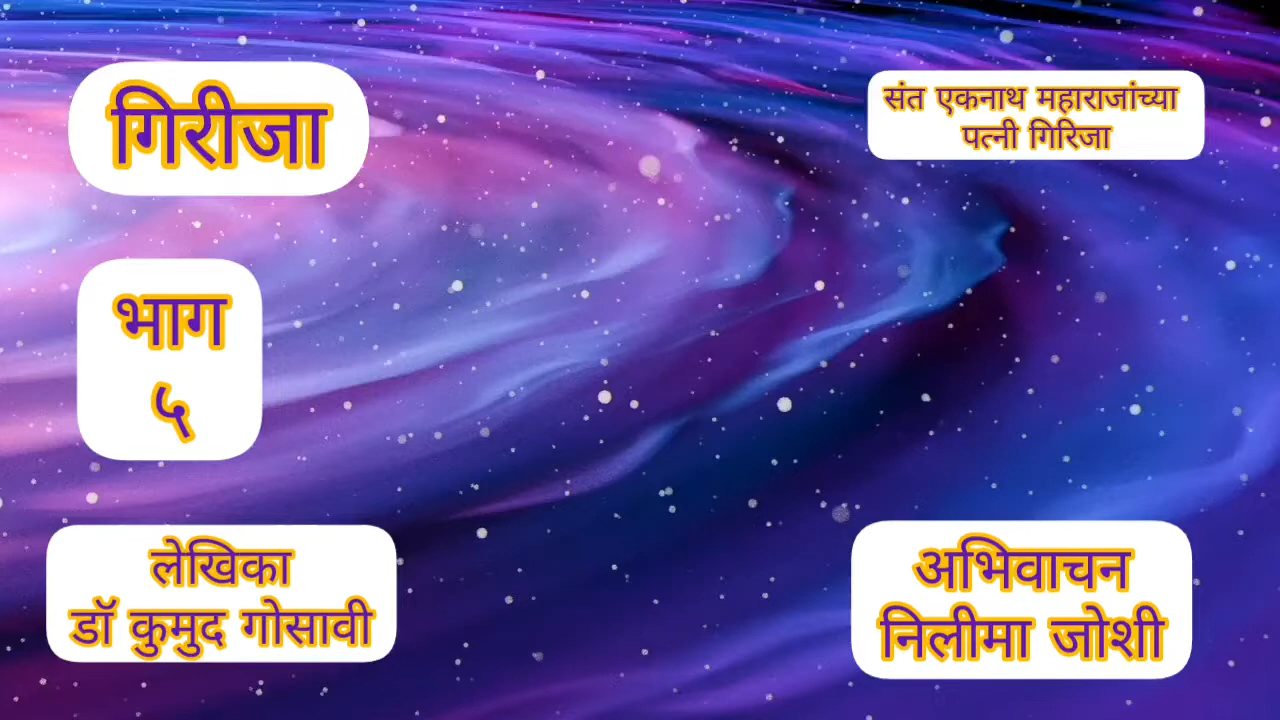 गिरीजा
संत एकनाथ महाराजांच्या
पत्नी गिरिजा
भाग
५
लेखिका
डॉ कुमुद गोसावी
अभिवाचन
निलीमा जोशी